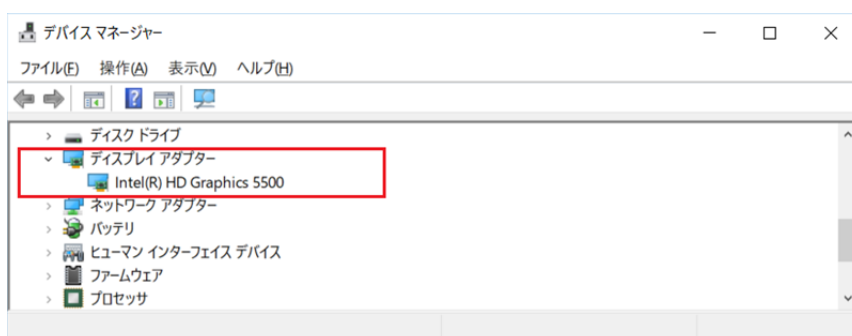 デバイス マネージャー
ファイル(F) 操作(A) 表示(V) ヘルプ(H)
ディスク ドライブ
ディスプレイ アダプター
Intel(R) HD Graphics 5500
ネットワーク アダプター
バッテリ
ヒューマン インターフェイス デバイス
ファームウェア
プロセッサ